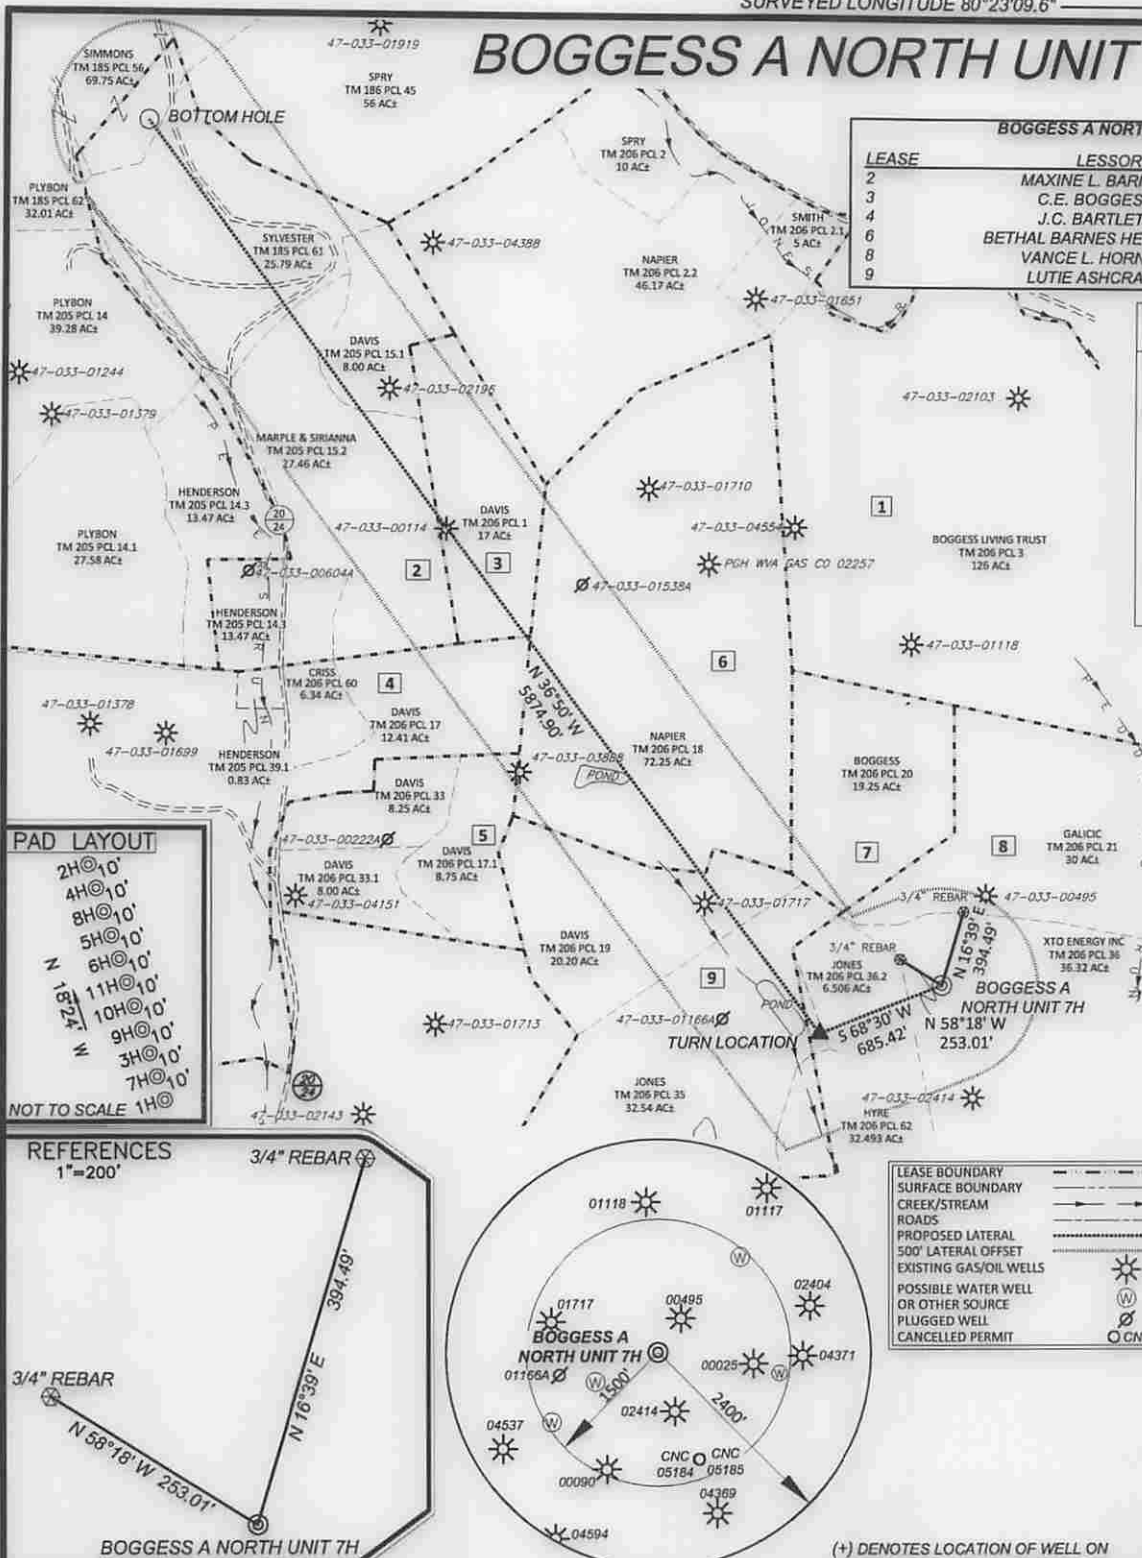 SURVEYED LONGITUDE 80°23'09.6"
BOGGESS A NORTH UNIT
SIMMONS
TM 185 PCL 56
69.75 AC±
47-033-01919
SPRY
TM 186 PCL 45
56 AC±
BOTTOM HOLE
SPRY
TM 206 PCL 2
10 AC±
BOGGESS A NORT
LEASE LESSOR
2 MAXINE L. BAR
3 C.E. BOGGES
4 J.C. BARTLET
6 BETHAL BARNES HE
8 VANCE L. HORN
9 LUTIE ASHCRA
PLYBON
TM 185 PCL 62
32.01 AC±
SMITH
TM 206 PCL 2.1
5 AC±
SYLVESTER
TM 185 PCL 61
25.79 AC±
47-033-04388
NAPIER
TM 206 PCL 2.2
46.17 AC±
47-033-01651
PLYBON
TM 205 PCL 14
39.28 AC±
DAVIS
TM 205 PCL 15.1
8.00 AC±
47-033-01244
47-033-02196
47-033-02103
47-033-01379
MARPLE & SIRIANNA
TM 205 PCL 15.2
27.46 AC±
47-033-01710
HENDERSON
TM 205 PCL 14.3
13.47 AC±
20
24
47-033-00114
DAVIS
TM 206 PCL 1
17 AC±
47-033-04554
1
PLYBON
TM 205 PCL 14.1
27.58 AC±
BOGGESS LIVING TRUST
TM 206 PCL 3
126 AC±
47-033-00604A
2
3
PGH WVA GAS CO 02257
47-033-01538A
HENDERSON
TM 205 PCL 14.3
13.47 AC±
47-033-01118
6
CRISS
TM 206 PCL 60
6.34 AC±
4
N 36°50' W
5874.90'
47-033-01378
DAVIS
TM 206 PCL 17
12.41 AC±
47-033-01699
NAPIER
TM 206 PCL 18
72.25 AC±
HENDERSON
TM 205 PCL 39.1
0.83 AC±
47-033-03888
POND
BOGGESS
TM 206 PCL 20
19.25 AC±
DAVIS
TM 206 PCL 33
8.25 AC±
PAD LAYOUT
2H 10'
4H 10'
8H 10'
5H 10'
6H 10'
11H 10'
10H 10'
9H 10'
3H 10'
7H 10'
1H
N 18°24' W
NOT TO SCALE
47-033-00222A
5
DAVIS
TM 206 PCL 17.1
8.75 AC±
7
8
GALICIC
TM 206 PCL 21
30 AC±
DAVIS
TM 206 PCL 33.1
8.00 AC±
47-033-04151
47-033-01717
3/4" REBAR
47-033-00495
DAVIS
TM 206 PCL 19
20.20 AC±
3/4" REBAR
N 16°39' E
394.49'
XTO ENERGY INC
TM 206 PCL 36
36.32 AC±
JONES
TM 206 PCL 36.2
6.506 AC±
9
POND
BOGGESS A
NORTH UNIT 7H
47-033-01713
47-033-01166A
TURN LOCATION
S 68°30' W
685.42'
N 58°18' W
253.01'
JONES
TM 206 PCL 35
32.54 AC±
20
24
47-033-02143
47-033-02414
HYRE
TM 206 PCL 62
32.493 AC±
REFERENCES
1"=200'
3/4" REBAR
394.49'
N 16°39' E
3/4" REBAR
N 58°18' W 253.01'
BOGGESS A NORTH UNIT 7H
01118
01117
W
02404
01717
00495
BOGGESS A
NORTH UNIT 7H
01166A
W
1500'
00025
W
04371
2400'
02414
W
04537
CNC
05184
CNC
05185
00090
04369
04594
LEASE BOUNDARY
SURFACE BOUNDARY
CREEK/STREAM
ROADS
PROPOSED LATERAL
500' LATERAL OFFSET
EXISTING GAS/OIL WELLS
POSSIBLE WATER WELL
OR OTHER SOURCE W
PLUGGED WELL
CANCELLED PERMIT CN
(+) DENOTES LOCATION OF WELL ON